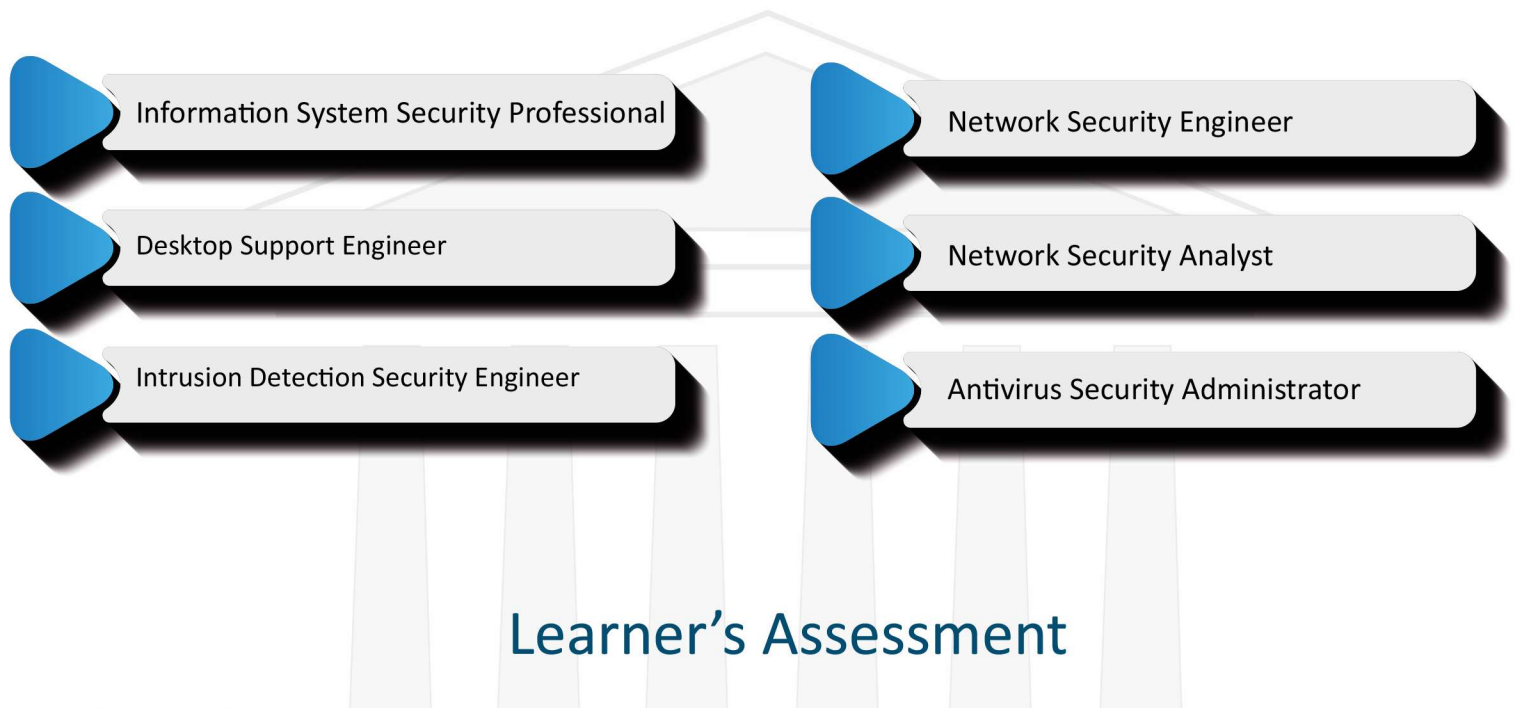 Information System Security Professional
Network Security Engineer
Desktop Support Engineer
Network Security Analyst
Intrusion Detection Security Engineer
Antivirus Security Administrator
Learner’s Assessment